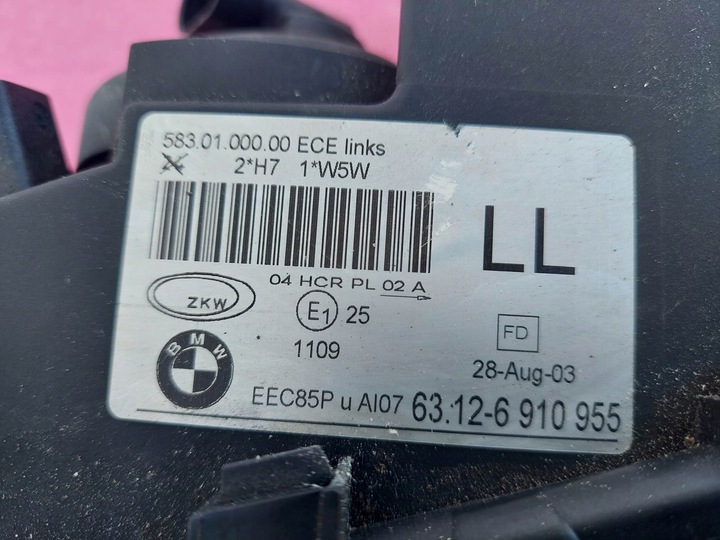 583.01.000.00 ECE links
2*H7 1*W5W
LL
04 HCR PL 02 A
ZKW
E1 25
1109
FD
28-Aug-03
BMW
EEC85P u AI07 63.12-6 910 955